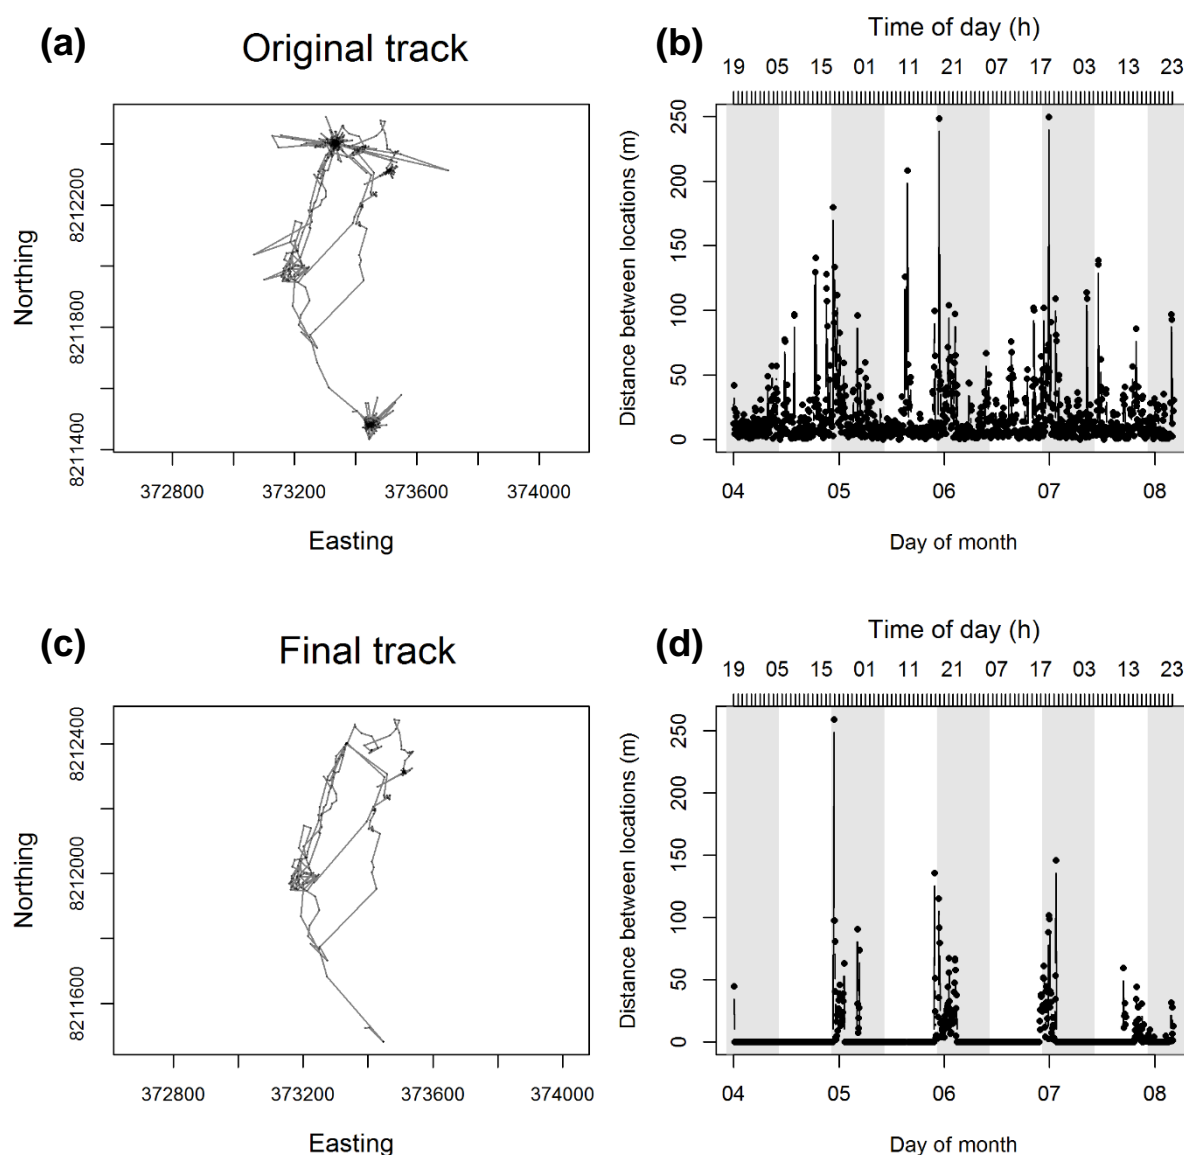 (a) Original track
Northing
8212200
8211800
8211400
372800 373200 373600 374000
Easting
(b) Time of day (h)
19 05 15 01 11 21 07 17 03 13 23
Distance between locations (m)
250
200
150
100
50
0
04 05 06 07 08
Day of month
(c) Final track
Northing
8212400
8212000
8211600
372800 373200 373600 374000
Easting
(d) Time of day (h)
19 05 15 01 11 21 07 17 03 13 23
Distance between locations (m)
250
200
150
100
50
0
04 05 06 07 08
Day of month